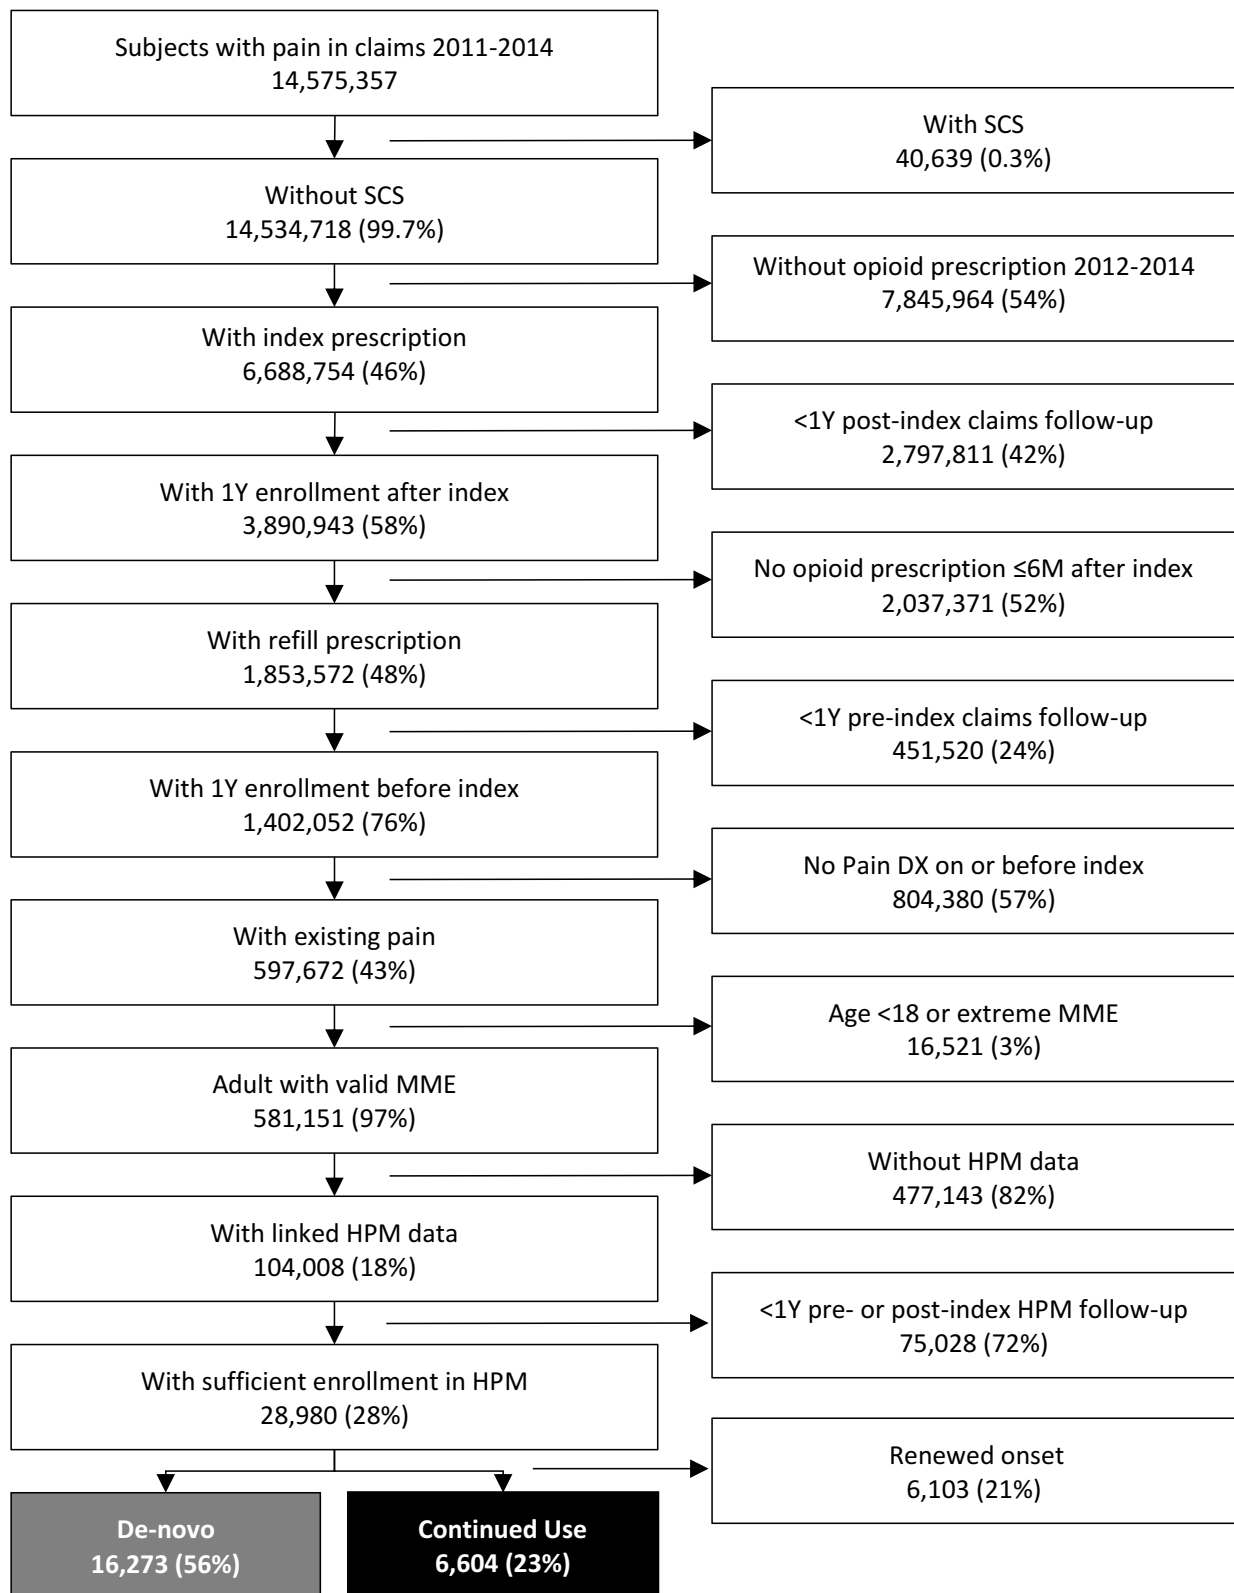 Subjects with pain in claims 2011-2014
14,575,357
With SCS
40,639 (0.3%)
Without SCS
14,534,718 (99.7%)
Without opioid prescription 2012-2014
7,845,964 (54%)
With index prescription
6,688,754 (46%)
<1Y post-index claims follow-up
2,797,811 (42%)
With 1Y enrollment after index
3,890,943 (58%)
No opioid prescription ≤6M after index
2,037,371 (52%)
With refill prescription
1,853,572 (48%)
<1Y pre-index claims follow-up
451,520 (24%)
With 1Y enrollment before index
1,402,052 (76%)
No Pain DX on or before index
804,380 (57%)
With existing pain
597,672 (43%)
Age <18 or extreme MME
16,521 (3%)
Adult with valid MME
581,151 (97%)
Without HPM data
477,143 (82%)
With linked HPM data
104,008 (18%)
<1Y pre- or post-index HPM follow-up
75,028 (72%)
With sufficient enrollment in HPM
28,980 (28%)
Renewed onset
6,103 (21%)
De-novo
16,273 (56%)
Continued Use
6,604 (23%)